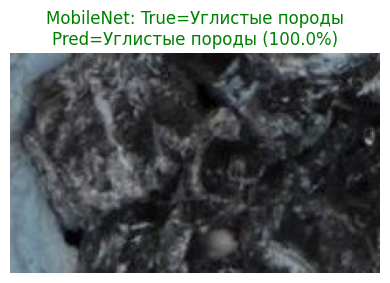 MobileNet: True=Углистые породы
Pred=Углистые породы (100.0%)